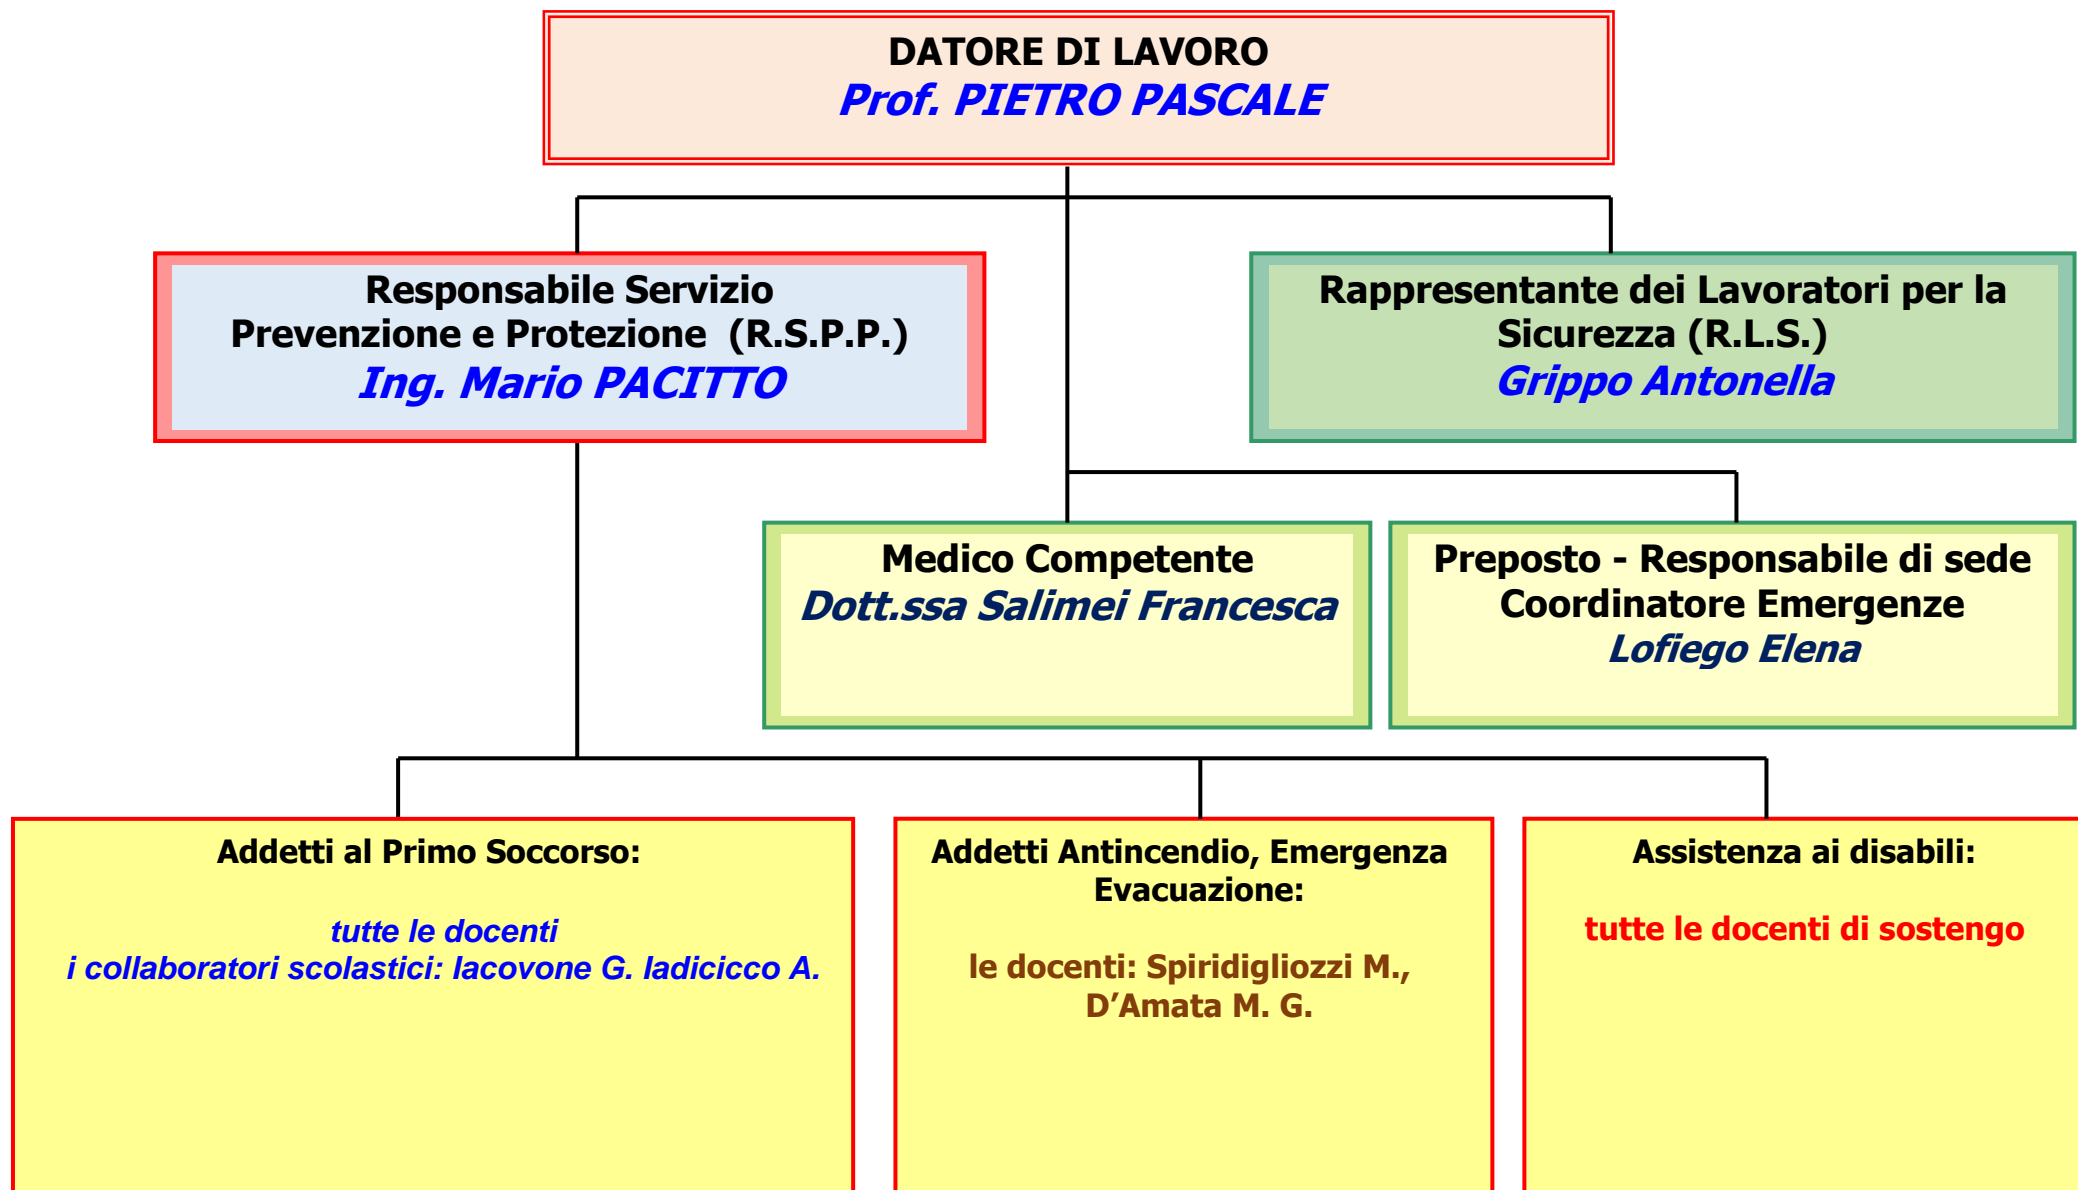 DATORE DI LAVORO
Prof. PIETRO PASCALE
Responsabile Servizio
Prevenzione e Protezione (R.S.P.P.)
Ing. Mario PACITTO
Rappresentante dei Lavoratori per la
Sicurezza (R.L.S.)
Grippo Antonella
Medico Competente
Dott.ssa Salimei Francesca
Preposto - Responsabile di sede
Coordinatore Emergenze
Lofiego Elena
Addetti al Primo Soccorso:
tutte le docenti
i collaboratori scolastici: Iacovone G. Iadicicco A.
Addetti Antincendio, Emergenza
Evacuazione:
le docenti: Spiridigliozzi M.,
D’Amata M. G.
Assistenza ai disabili:
tutte le docenti di sostengo